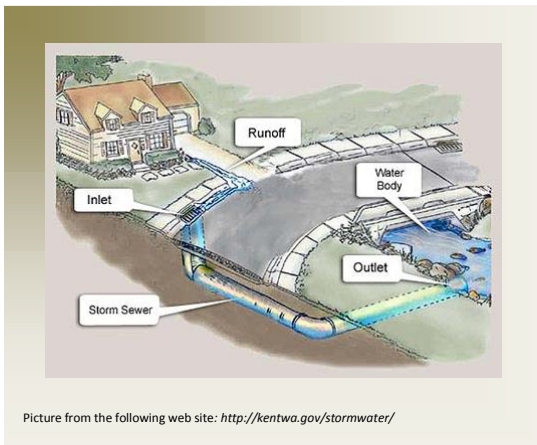 Runoff
Water
Body
Inlet
Outlet
Storm Sewer
Picture from the following web site: http://kentwa.gov/stormwater/